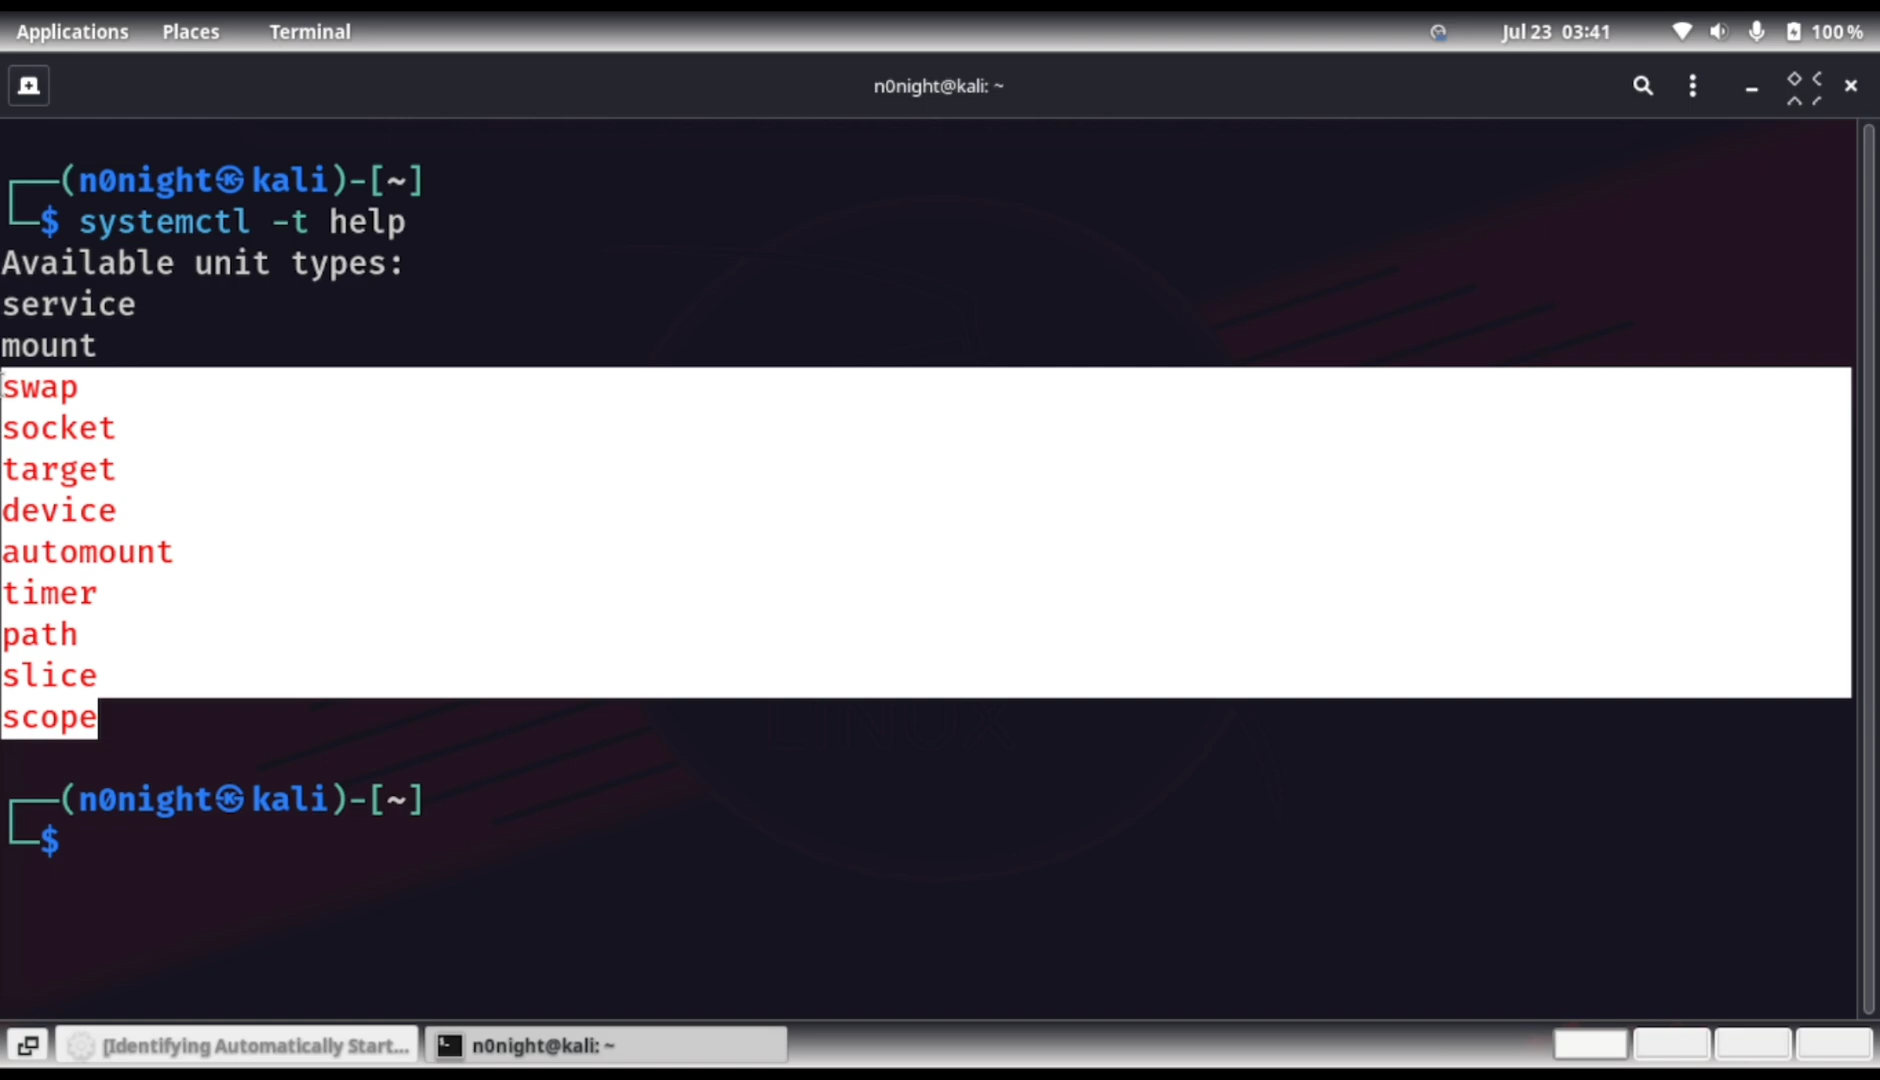 Applications Places Terminal Jul 23 03:41 100 %
n0night@kali: ~
┌──(n0night㉿kali)-[~]
└─$ systemctl -t help
Available unit types:
service
mount
swap
socket
target
device
automount
timer
path
slice
scope
┌──(n0night㉿kali)-[~]
└─$
[Identifying Automatically Start... n0night@kali: ~